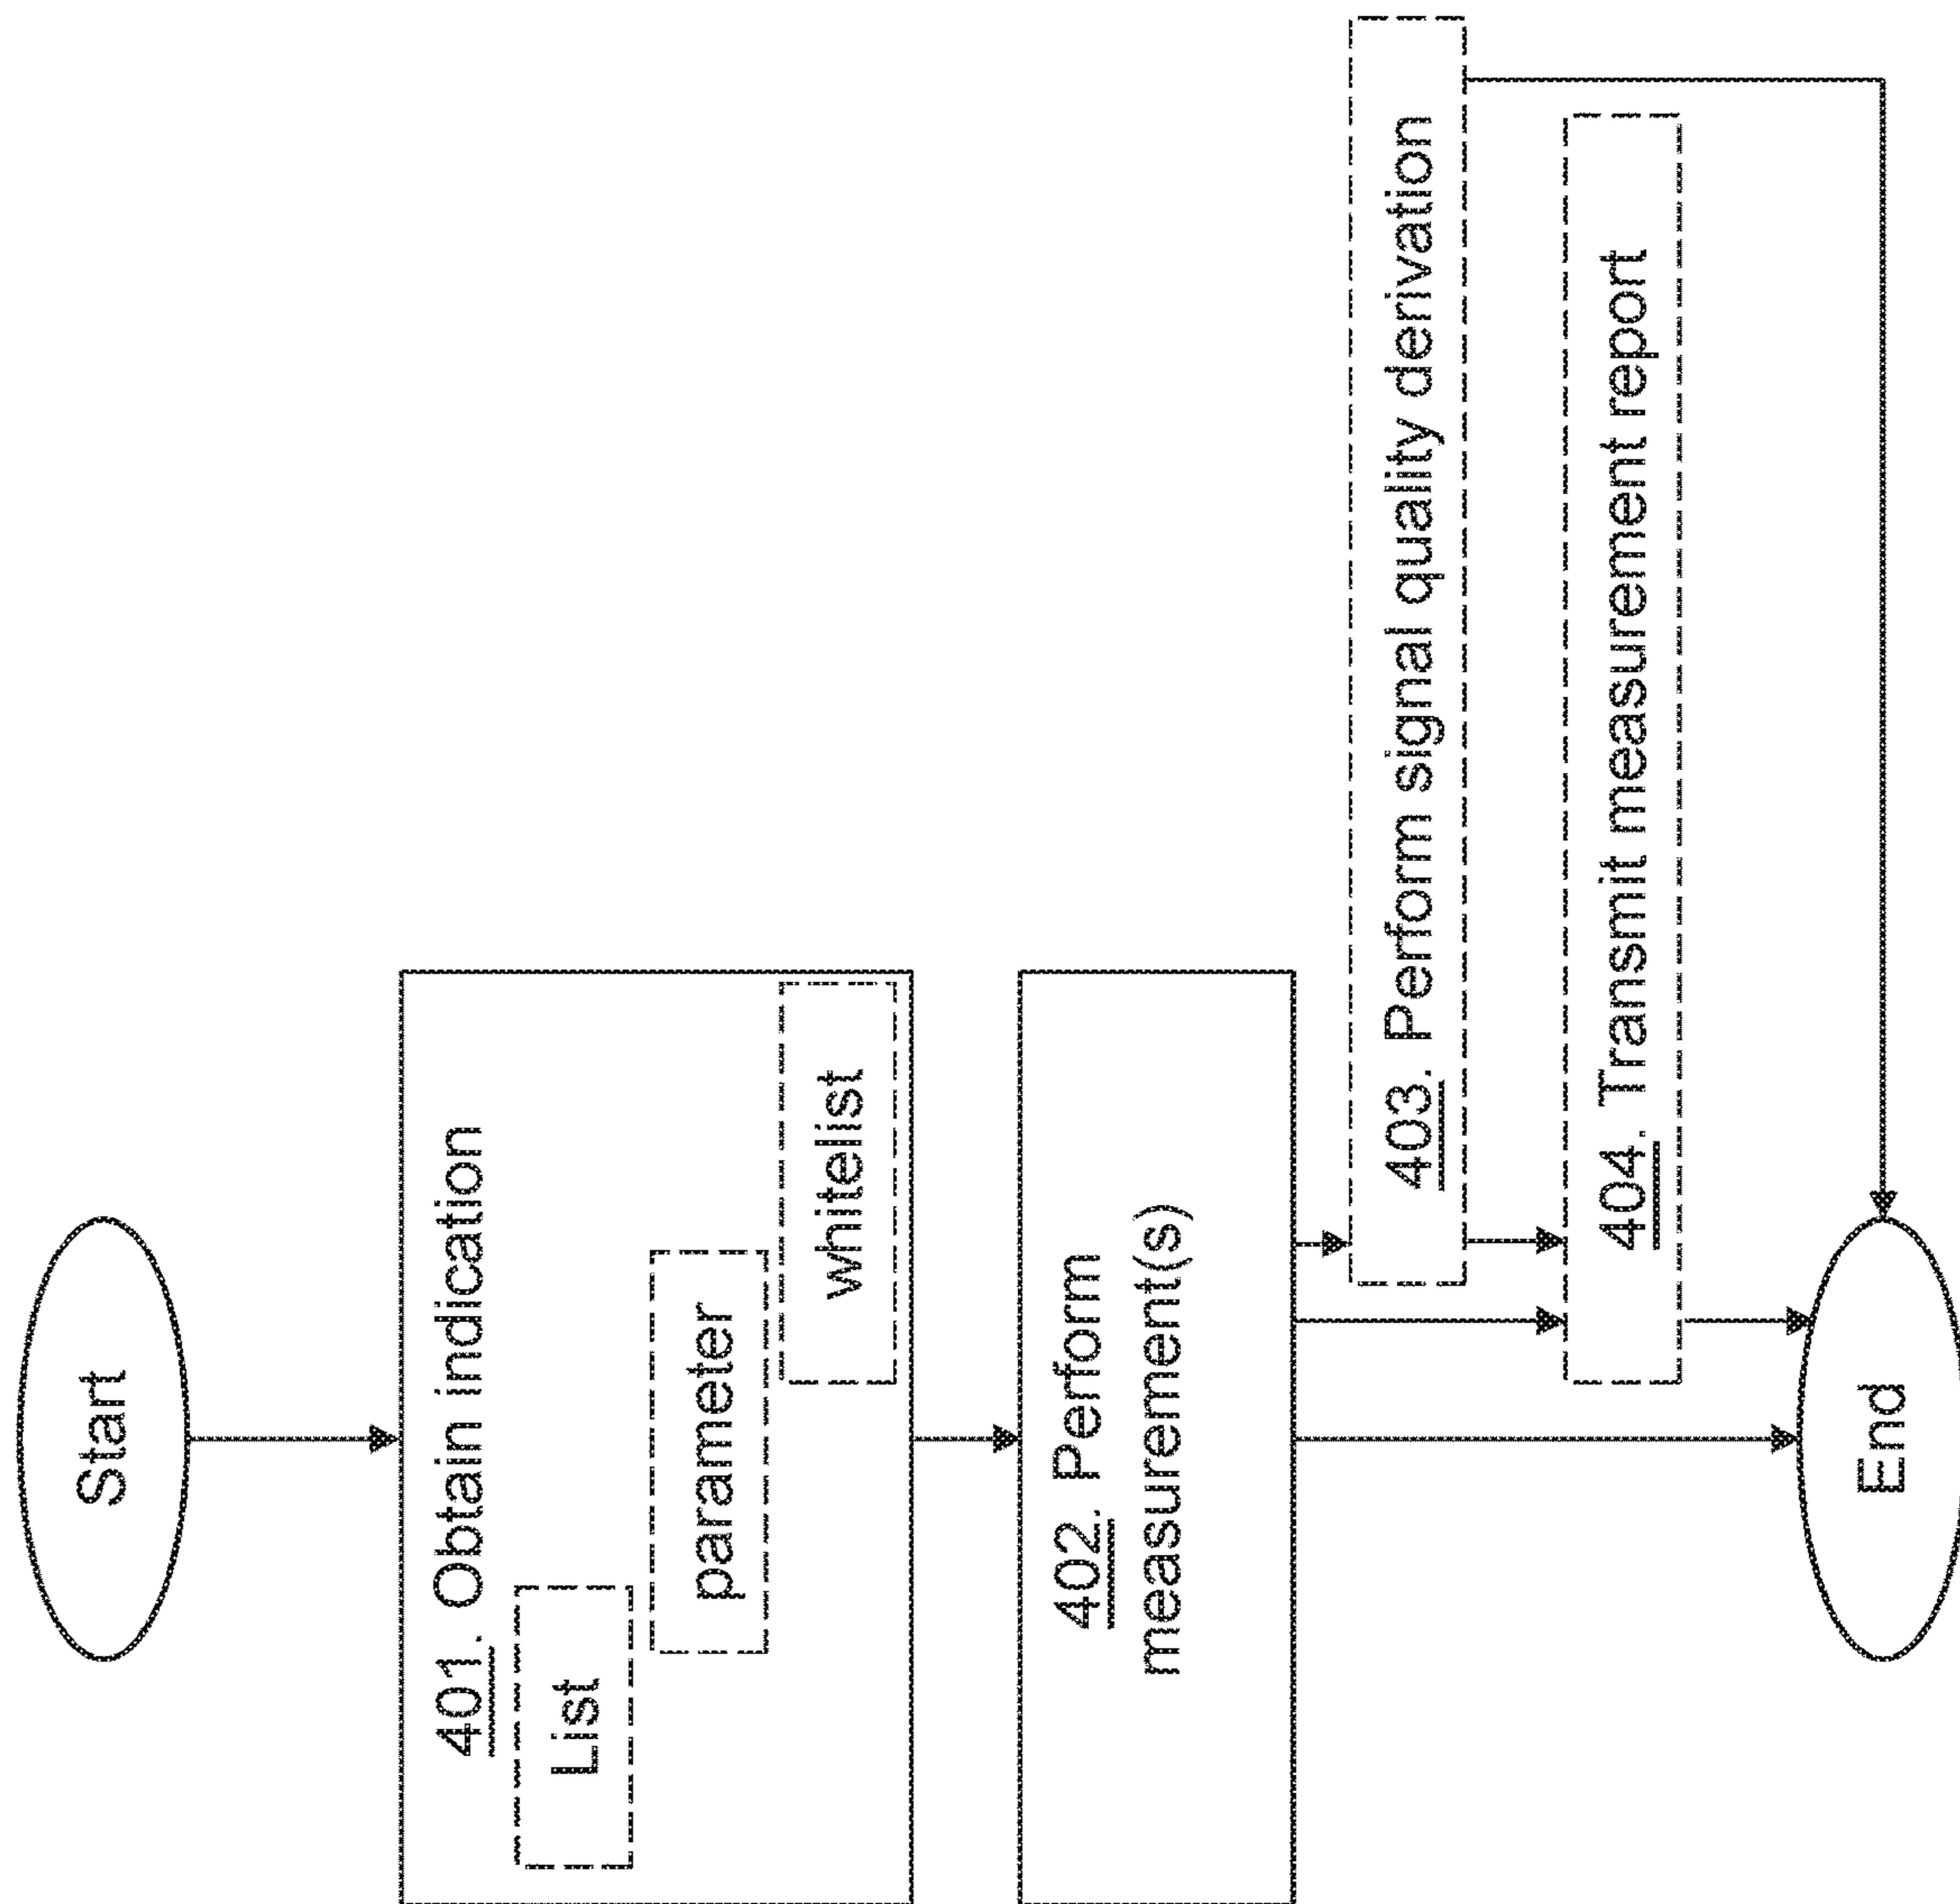 Start
401. Obtain indication
List
parameter
whitelist
402. Perform
measurement(s)
403. Perform signal quality derivation
404. Transmit measurement report
End